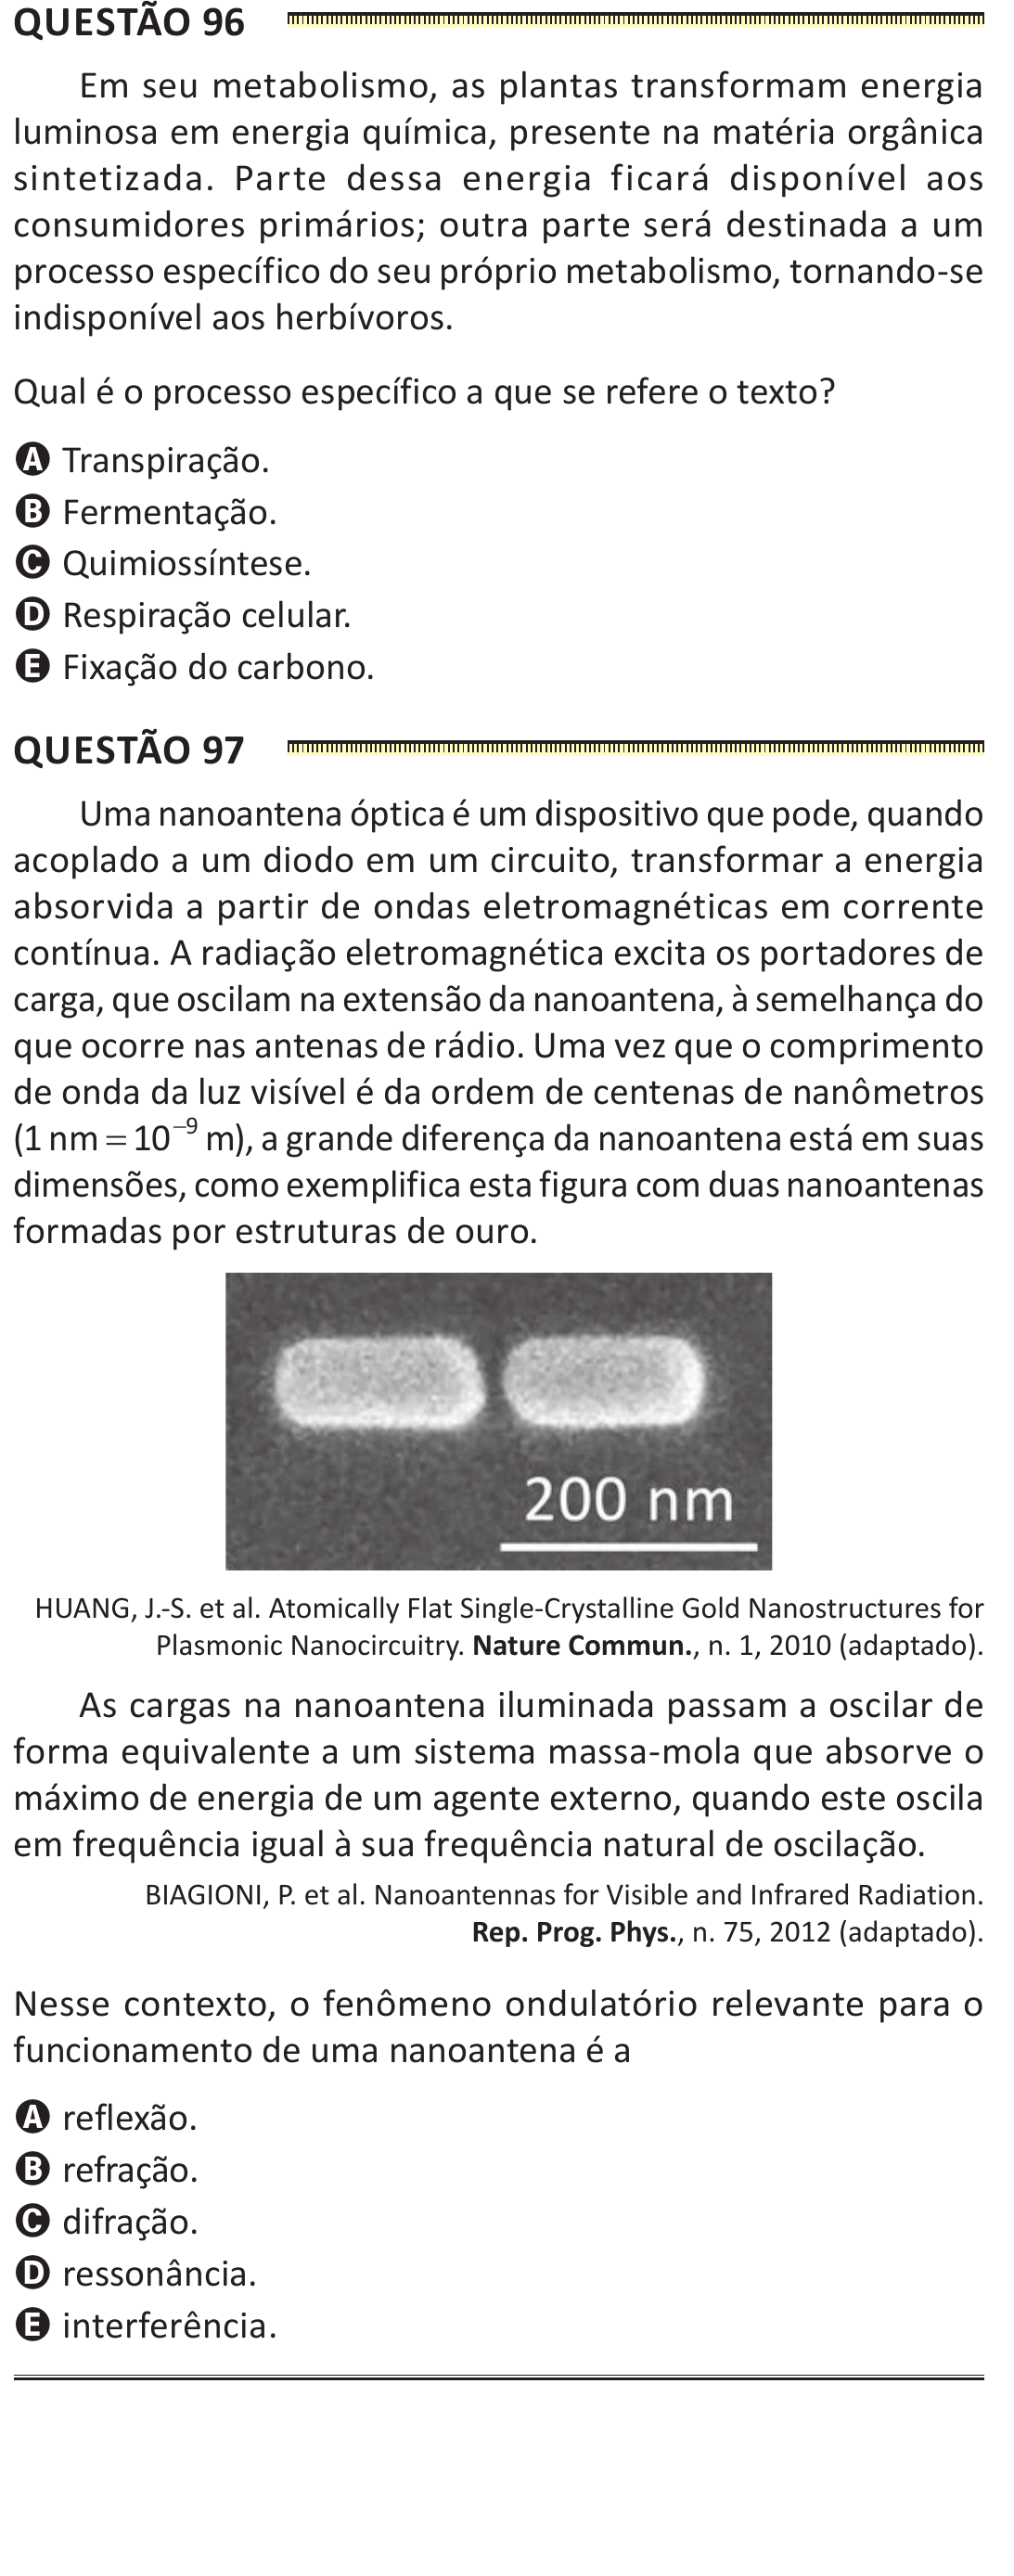 QUESTÃO 96
Em seu metabolismo, as plantas transformam energia
luminosa em energia química, presente na matéria orgânica
sintetizada. Parte dessa energia ficará disponível aos
consumidores primários; outra parte será destinada a um
processo específico do seu próprio metabolismo, tornando-se
indisponível aos herbívoros.
Qual é o processo específico a que se refere o texto?
A Transpiração.
B Fermentação.
C Quimiossíntese.
D Respiração celular.
E Fixação do carbono.
QUESTÃO 97
Uma nanoantena óptica é um dispositivo que pode, quando
acoplado a um diodo em um circuito, transformar a energia
absorvida a partir de ondas eletromagnéticas em corrente
contínua. A radiação eletromagnética excita os portadores de
carga, que oscilam na extensão da nanoantena, à semelhança do
que ocorre nas antenas de rádio. Uma vez que o comprimento
de onda da luz visível é da ordem de centenas de nanômetros
(1 nm = 10⁻⁹ m), a grande diferença da nanoantena está em suas
dimensões, como exemplifica esta figura com duas nanoantenas
formadas por estruturas de ouro.
200 nm
HUANG, J.-S. et al. Atomically Flat Single-Crystalline Gold Nanostructures for
Plasmonic Nanocircuitry. Nature Commun., n. 1, 2010 (adaptado).
As cargas na nanoantena iluminada passam a oscilar de
forma equivalente a um sistema massa-mola que absorve o
máximo de energia de um agente externo, quando este oscila
em frequência igual à sua frequência natural de oscilação.
BIAGIONI, P. et al. Nanoantennas for Visible and Infrared Radiation.
Rep. Prog. Phys., n. 75, 2012 (adaptado).
Nesse contexto, o fenômeno ondulatório relevante para o
funcionamento de uma nanoantena é a
A reflexão.
B refração.
C difração.
D ressonância.
E interferência.